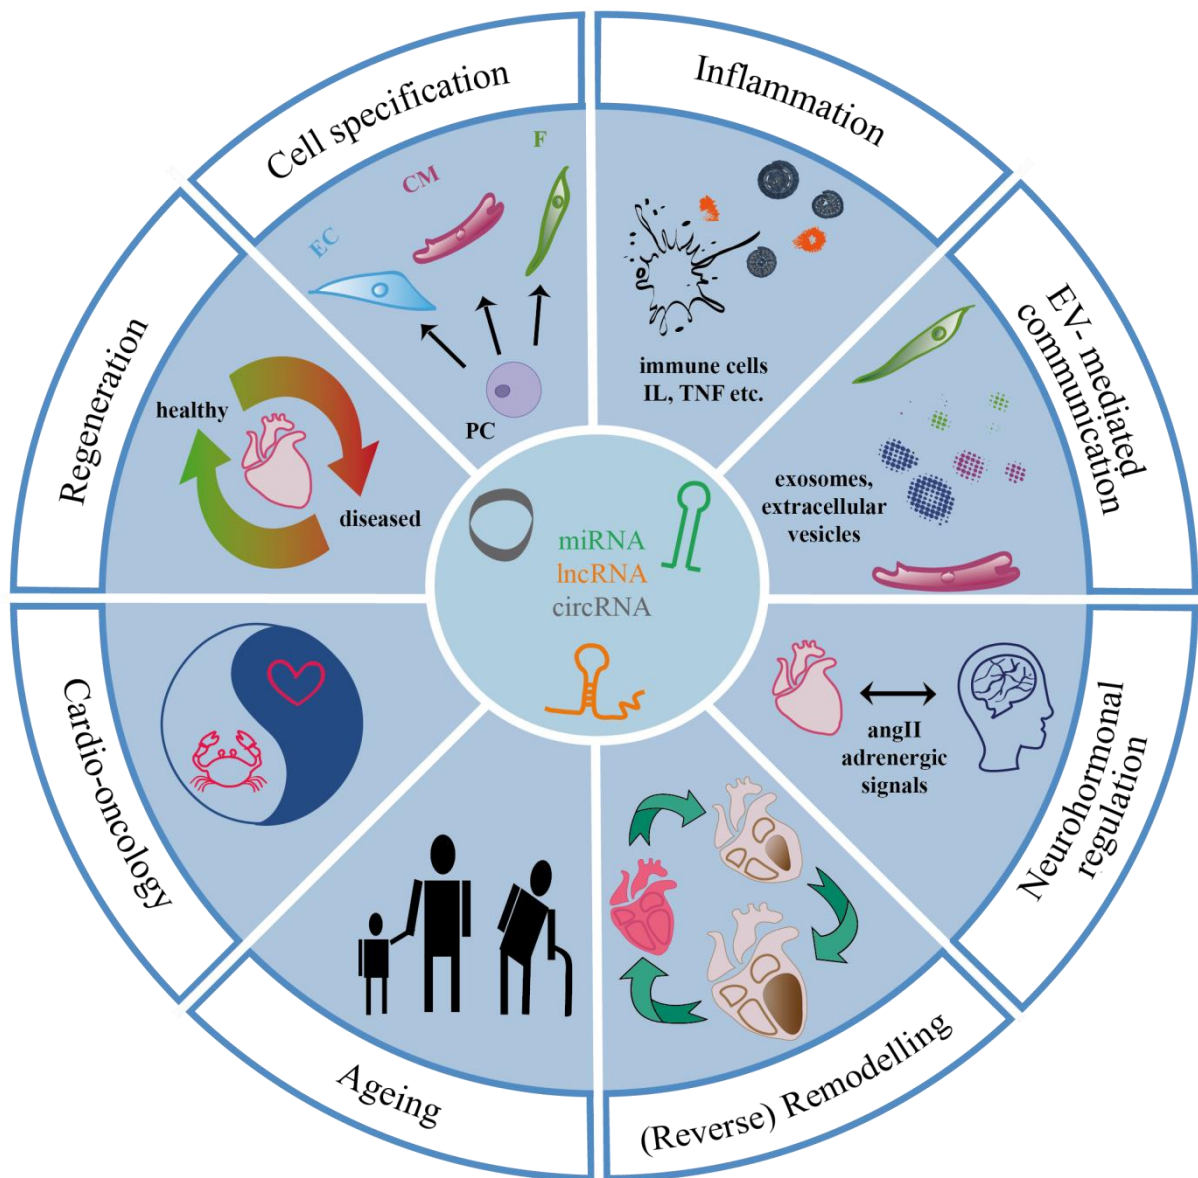 Cell specification
Inflammation
EV- mediated
communication
Neurohormonal
regulation
(Reverse) Remodelling
Ageing
Cardio-oncology
Regeneration
EC
CM
F
PC
immune cells
IL, TNF etc.
exosomes,
extracellular
vesicles
angII
adrenergic
signals
healthy
diseased
miRNA
lncRNA
circRNA